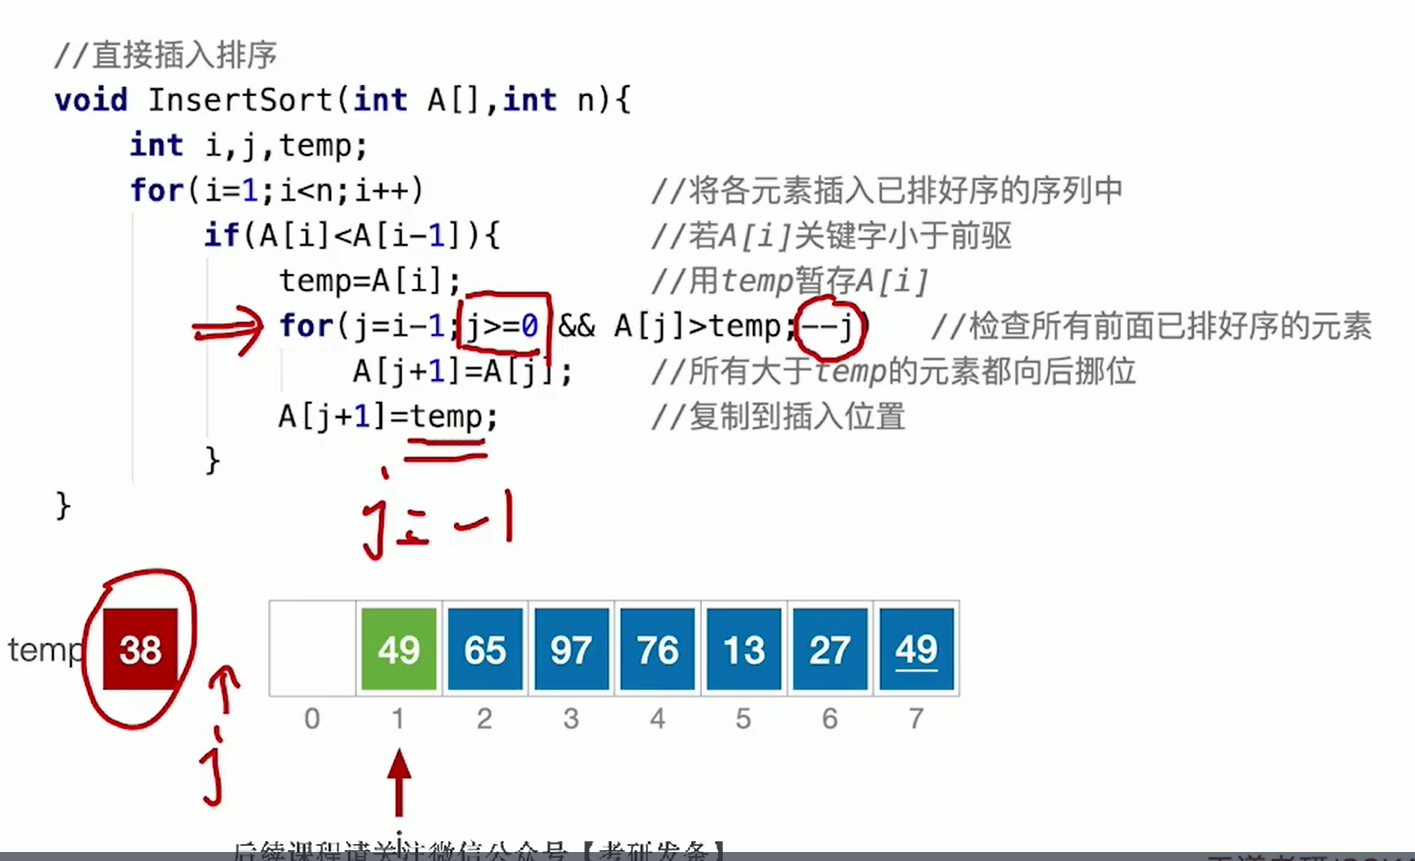 //直接插入排序
void InsertSort(int A[],int n){
int i,j,temp;
for(i=1;i<n;i++) //将各元素插入已排好序的序列中
if(A[i]<A[i-1]){ //若A[i]关键字小于前驱
temp=A[i]; //用temp暂存A[i]
for(j=i-1;j>=0 && A[j]>temp;--j) //检查所有前面已排好序的元素
A[j+1]=A[j]; //所有大于temp的元素都向后挪位
A[j+1]=temp; //复制到插入位置
}
}
j=-1
temp 38 49 65 97 76 13 27 49
0 1 2 3 4 5 6 7
j
i
后续课程请关注微信公众号【考研发条】